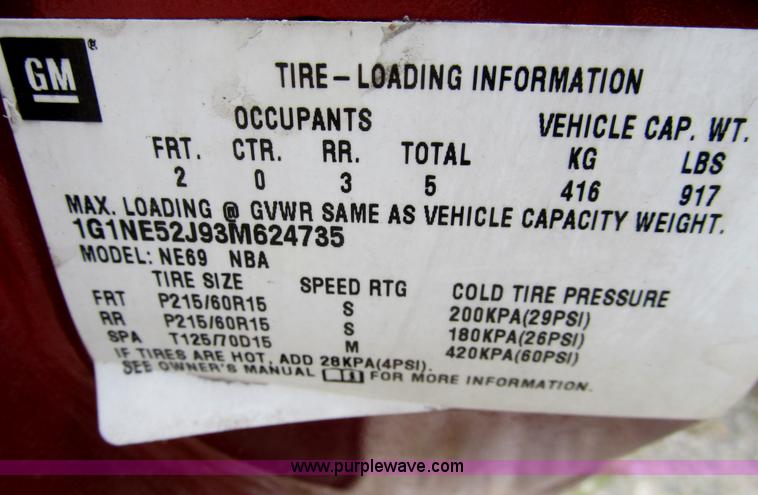 GM®
TIRE-LOADING INFORMATION
OCCUPANTS VEHICLE CAP. WT.
FRT. CTR. RR. TOTAL KG LBS
2 0 3 5 416 917
MAX. LOADING @ GVWR SAME AS VEHICLE CAPACITY WEIGHT.
1G1NE52J93M624735
MODEL: NE69 NBA
TIRE SIZE SPEED RTG COLD TIRE PRESSURE
FRT P215/60R15 S 200KPA(29PSI)
RR P215/60R15 S 180KPA(26PSI)
SPA T125/70D15 M 420KPA(60PSI)
IF TIRES ARE HOT, ADD 28KPA(4PSI).
SEE OWNER'S MANUAL FOR MORE INFORMATION.
www.purplewave.com